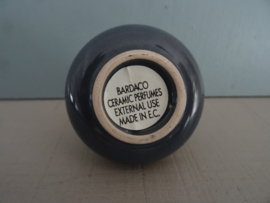 BARDACO
CERAMIC PERFUMES
EXTERNAL USE
MADE IN E.C.